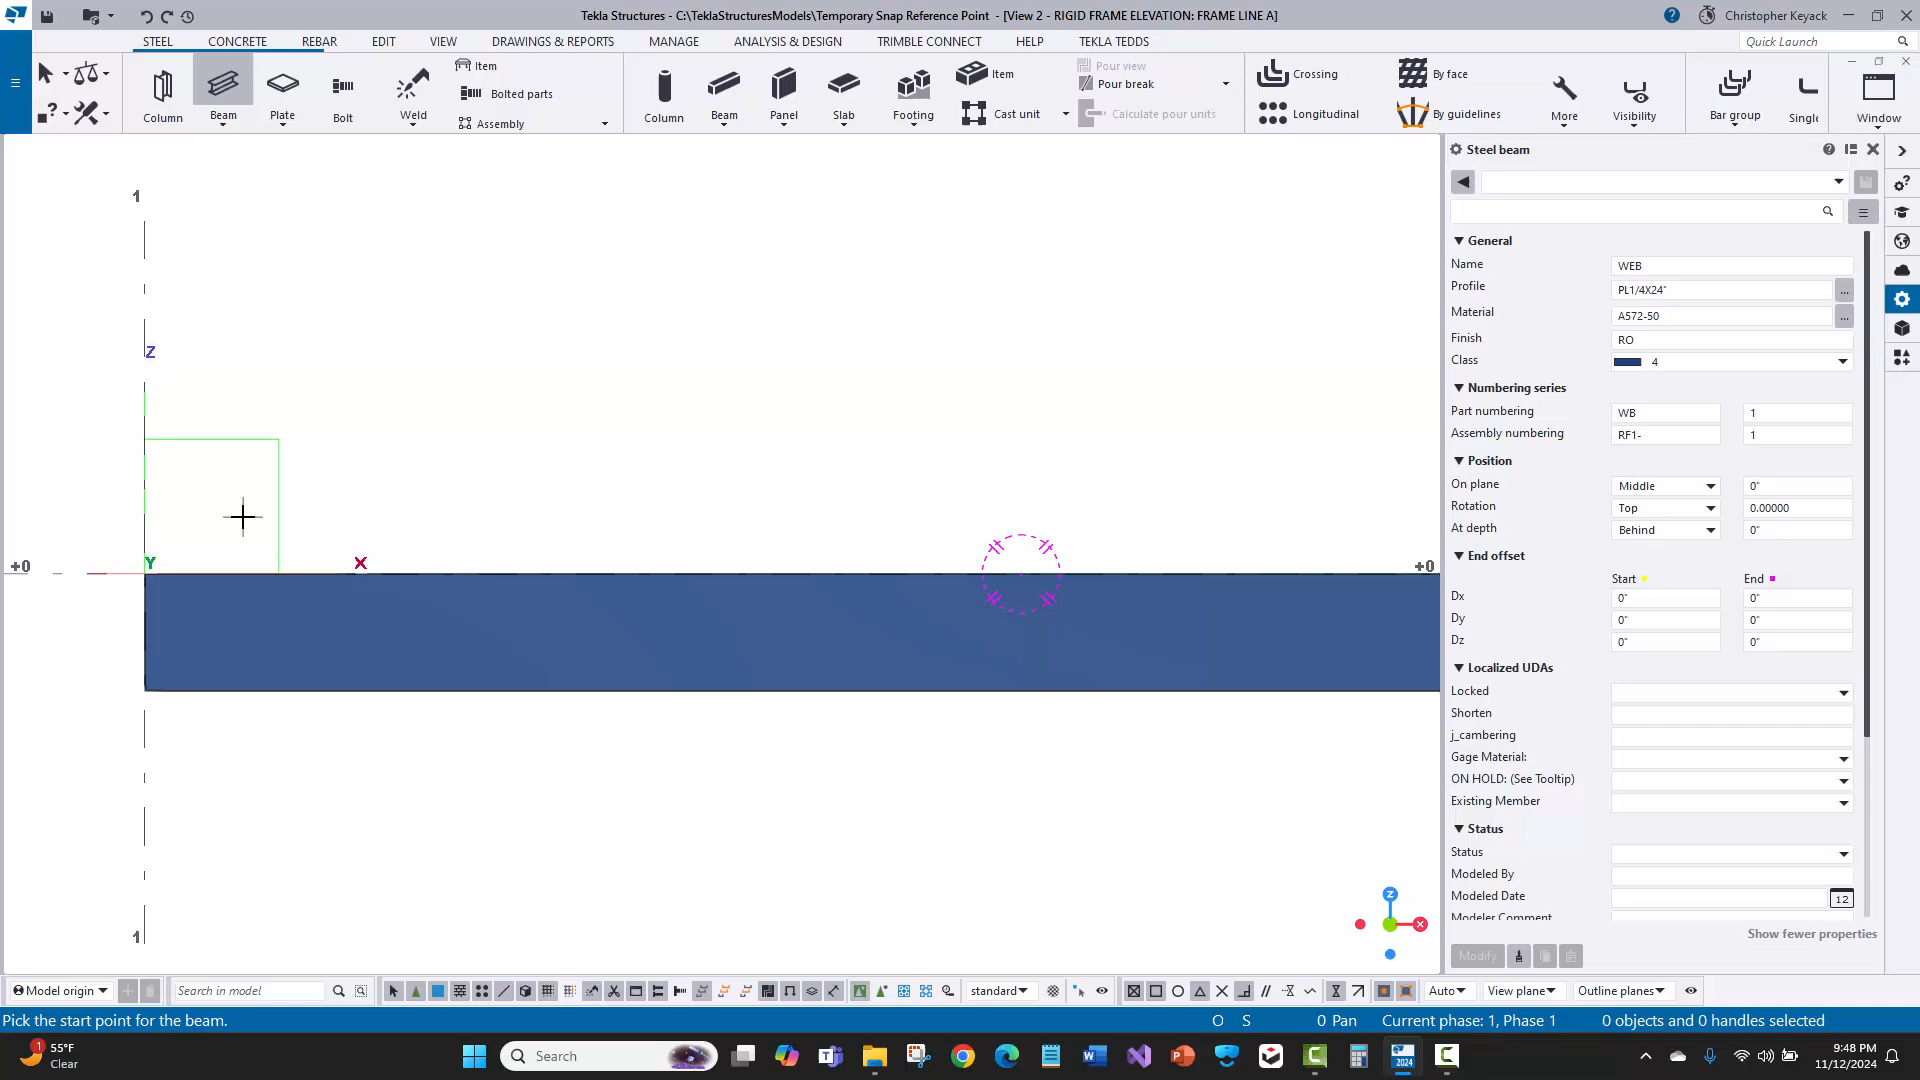 Tekla Structures - C:\TeklaStructuresModels\Temporary Snap Reference Point - [View 2 - RIGID FRAME ELEVATION: FRAME LINE A]
Christopher Keyack
STEEL CONCRETE REBAR EDIT VIEW DRAWINGS & REPORTS MANAGE ANALYSIS & DESIGN TRIMBLE CONNECT HELP TEKLA TEDDS
Quick Launch
Column Beam Plate Bolt Weld
Item
Bolted parts
Assembly
Column Beam Panel Slab Footing
Item
Cast unit
Pour view
Pour break
Calculate pour units
Crossing
Longitudinal
By face
By guidelines
More Visibility
Bar group Single
Window
1
Z
Y
X
+0
+0
1
Z
X
Steel beam
General
Name WEB
Profile PL1/4X24" ...
Material A572-50 ...
Finish RO
Class 4
Numbering series
Part numbering WB 1
Assembly numbering RF1- 1
Position
On plane Middle 0"
Rotation Top 0.00000
At depth Behind 0"
End offset
Start End
Dx 0" 0"
Dy 0" 0"
Dz 0" 0"
Localized UDAs
Locked
Shorten
j_cambering
Gage Material:
ON HOLD: (See Tooltip)
Existing Member
Status
Status
Modeled By
Modeled Date 12
Modeler Comment
Show fewer properties
Modify
Model origin
Search in model
standard
Auto View plane Outline planes
Pick the start point for the beam.
O S 0 Pan Current phase: 1, Phase 1 0 objects and 0 handles selected
1
55°F
Clear
Search
2024
9:48 PM
11/12/2024